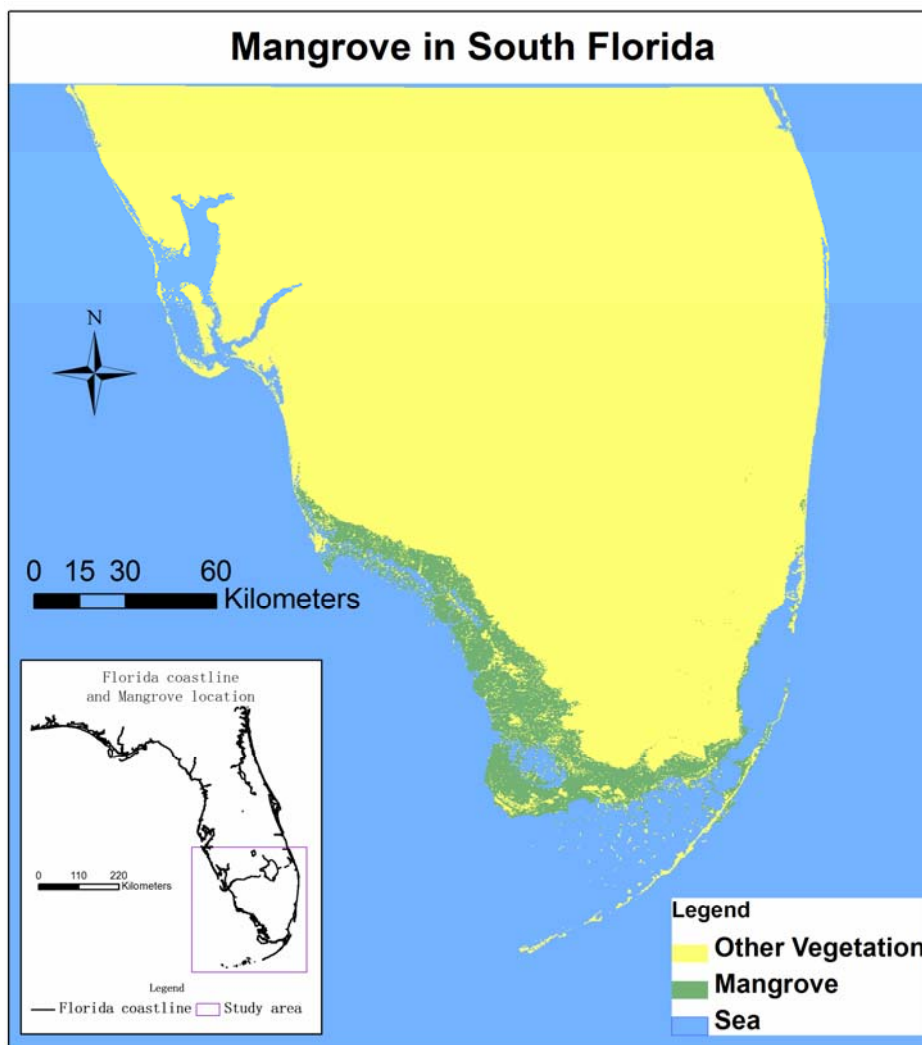 Mangrove in South Florida
N
0 15 30 60
Kilometers
Florida coastline
and Mangrove location
0 110 220
Kilometers
Legend
Florida coastline
Study area
Legend
Other Vegetation
Mangrove
Sea